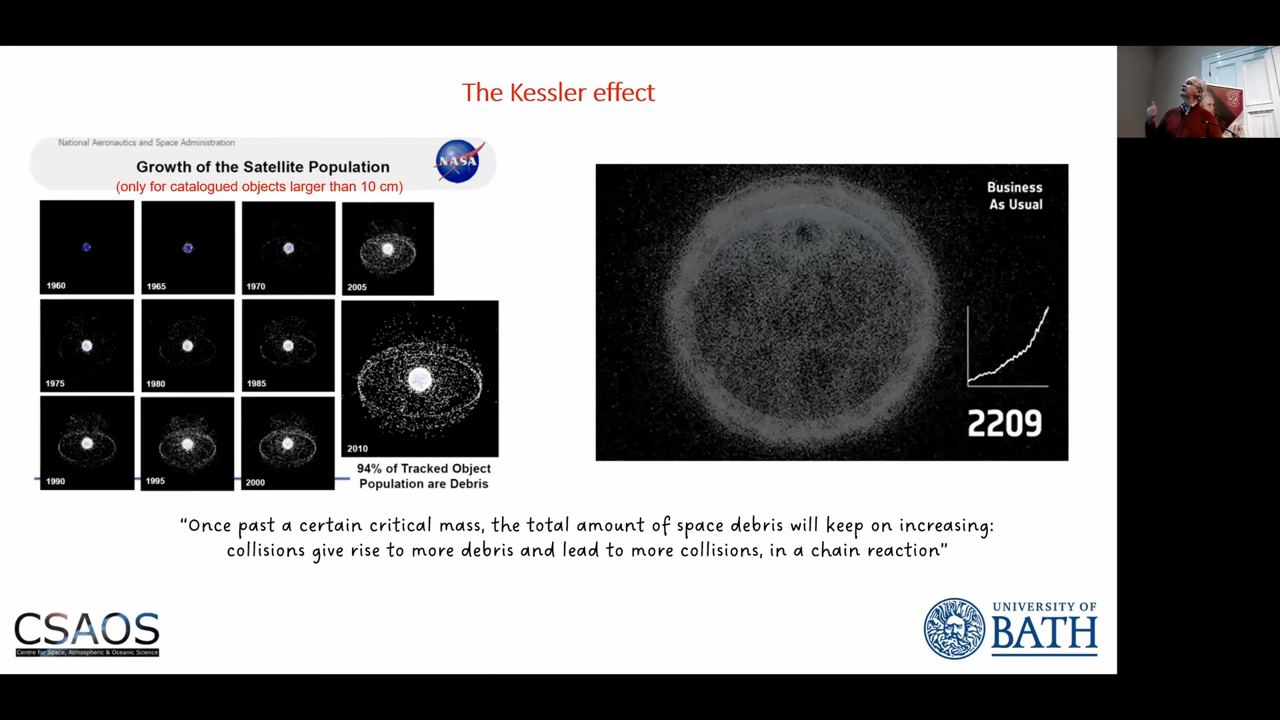 The Kessler effect
National Aeronautics and Space Administration
Growth of the Satellite Population
NASA
(only for catalogued objects larger than 10 cm)
1960
1965
1970
2005
1975
1980
1985
2010
1990
1995
2000
94% of Tracked Object
Population are Debris
Business
As Usual
2209
“Once past a certain critical mass, the total amount of space debris will keep on increasing:
collisions give rise to more debris and lead to more collisions, in a chain reaction”
CSAOS
Centre for Space, Atmospheric & Oceanic Science
UNIVERSITY OF
BATH